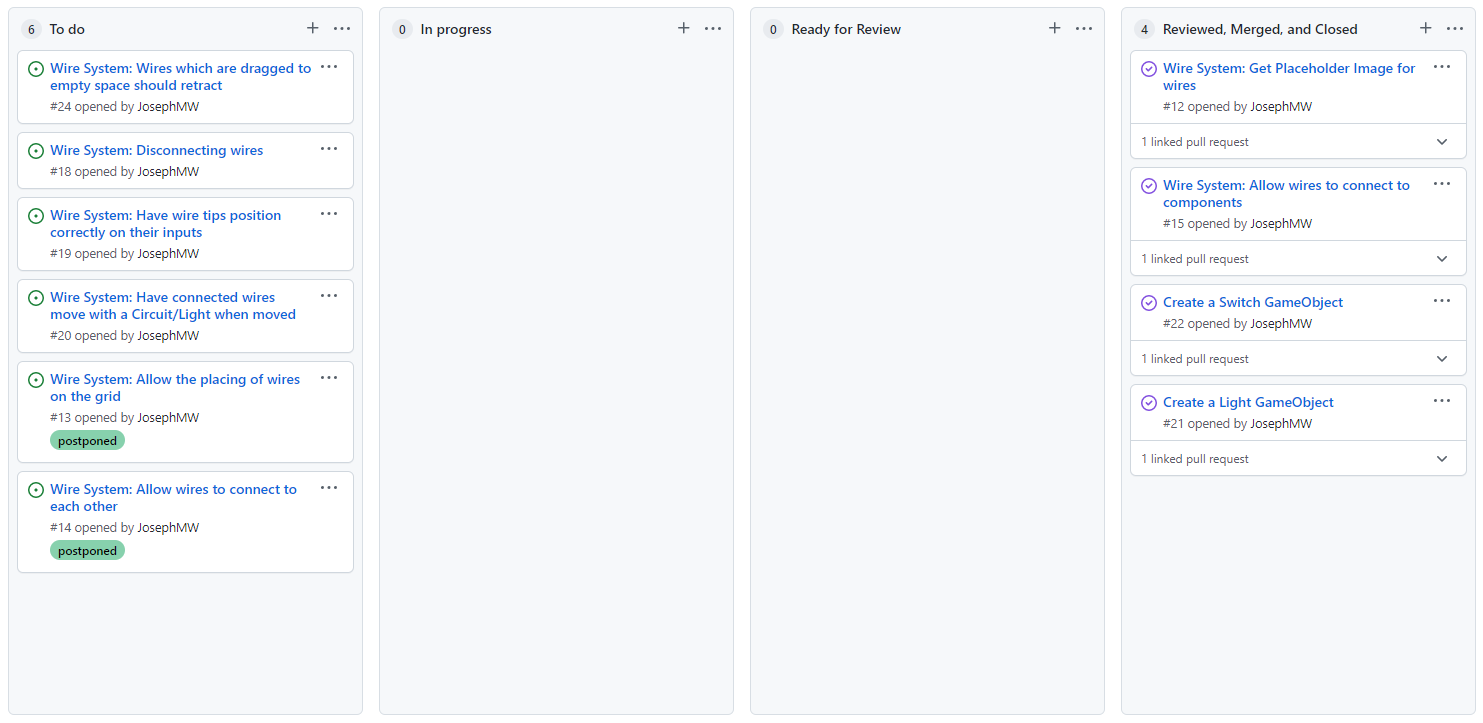 6 To do
Wire System: Wires which are dragged to
empty space should retract
#24 opened by JosephMW
Wire System: Disconnecting wires
#18 opened by JosephMW
Wire System: Have wire tips position
correctly on their inputs
#19 opened by JosephMW
Wire System: Have connected wires
move with a Circuit/Light when moved
#20 opened by JosephMW
Wire System: Allow the placing of wires
on the grid
#13 opened by JosephMW
postponed
Wire System: Allow wires to connect to
each other
#14 opened by JosephMW
postponed
0 In progress
0 Ready for Review
4 Reviewed, Merged, and Closed
Wire System: Get Placeholder Image for
wires
#12 opened by JosephMW
1 linked pull request
Wire System: Allow wires to connect to
components
#15 opened by JosephMW
1 linked pull request
Create a Switch GameObject
#22 opened by JosephMW
1 linked pull request
Create a Light GameObject
#21 opened by JosephMW
1 linked pull request